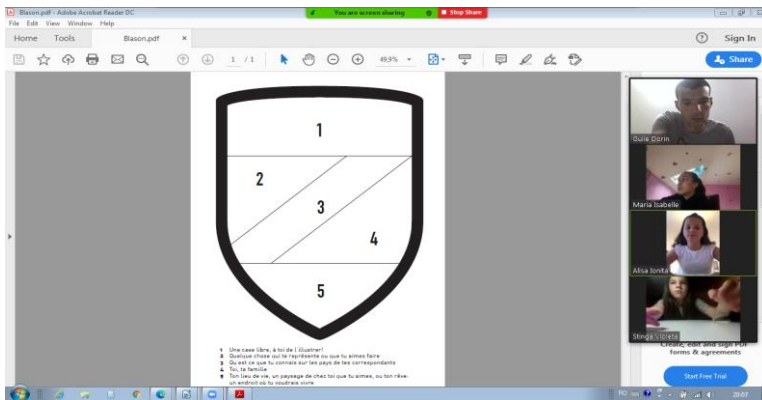 Blason.pdf - Adobe Acrobat Reader DC
You are screen sharing
Stop Share
File Edit View Window Help
Home Tools Blason.pdf ×
Sign In
1 / 1
49,9%
Share
1
2
3
4
5
1 Une case libre, à toi de l illustrer!
2 Quelque chose qui te représente ou que tu aimes faire
3 Qu est ce que tu connais sur les pays de tes correspondants
4 Toi, ta famille
5 Ton lieu de vie, un paysage de chez toi que tu aimes, ou ton rêve:
un androit où tu voudrais vivre
Gulie Dorin
Maria Isabelle
Alisa Ionita
Stinga Violeta
Create, edit and sign PDF
forms & agreements
Start Free Trial
RO
20:07